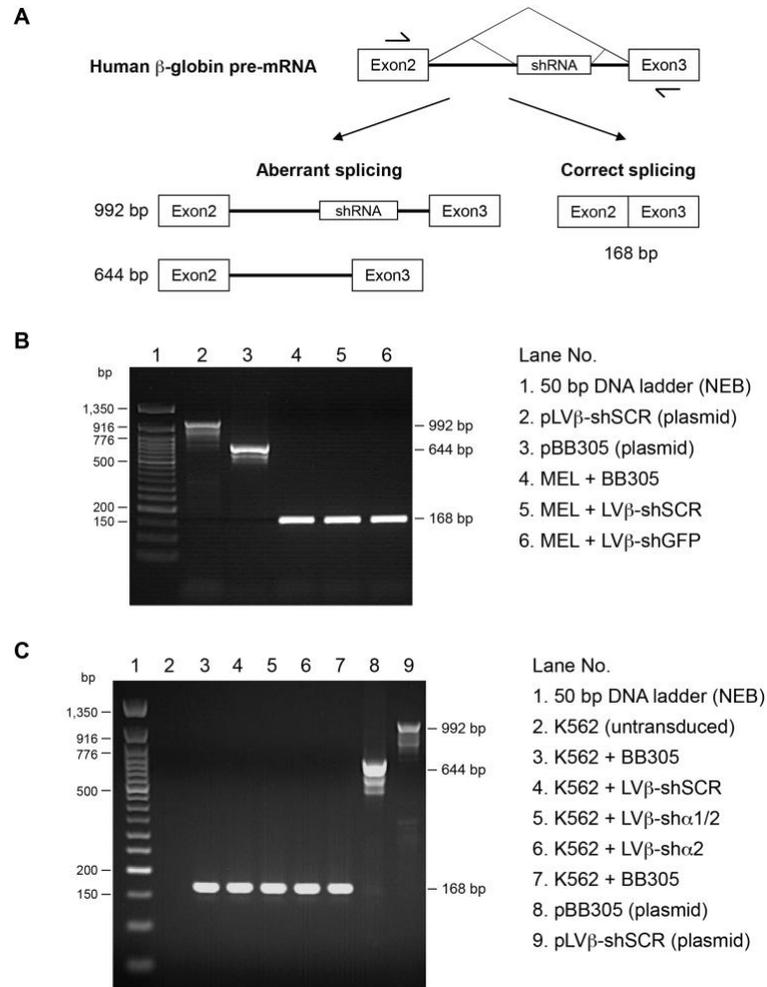 A
Human β-globin pre-mRNA
Exon2
shRNA
Exon3
Aberrant splicing
Correct splicing
992 bp
Exon2
shRNA
Exon3
Exon2
Exon3
168 bp
644 bp
Exon2
Exon3
B
bp
1 2 3 4 5 6
1,350
916
776
500
200
150
992 bp
644 bp
168 bp
Lane No.
1. 50 bp DNA ladder (NEB)
2. pLVβ-shSCR (plasmid)
3. pBB305 (plasmid)
4. MEL + BB305
5. MEL + LVβ-shSCR
6. MEL + LVβ-shGFP
C
bp
1 2 3 4 5 6 7 8 9
1,350
916
776
500
200
150
992 bp
644 bp
168 bp
Lane No.
1. 50 bp DNA ladder (NEB)
2. K562 (untransduced)
3. K562 + BB305
4. K562 + LVβ-shSCR
5. K562 + LVβ-shα1/2
6. K562 + LVβ-shα2
7. K562 + BB305
8. pBB305 (plasmid)
9. pLVβ-shSCR (plasmid)